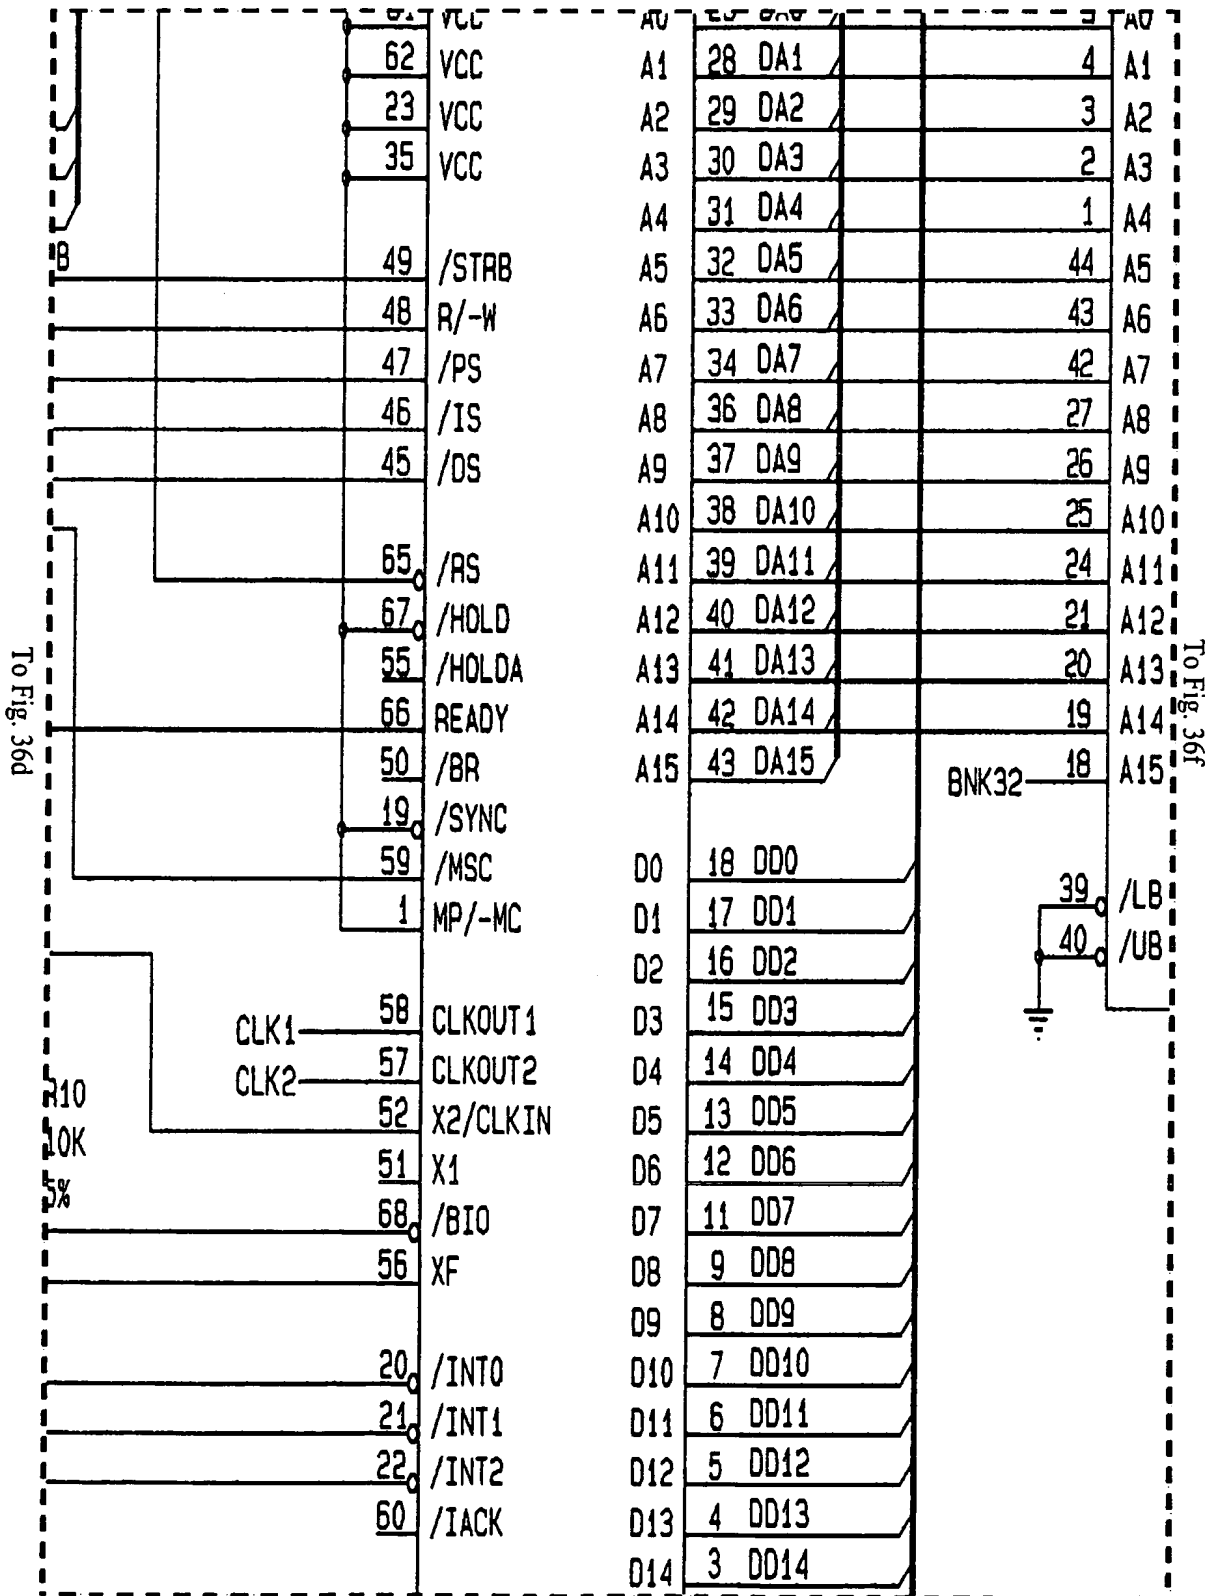 VCC
62 VCC
23 VCC
35 VCC
B
49 /STRB
48 R/-W
47 /PS
46 /IS
45 /DS
65 /RS
67 /HOLD
55 /HOLDA
66 READY
50 /BR
19 /SYNC
59 /MSC
1 MP/-MC
CLK1 58 CLKOUT1
CLK2 57 CLKOUT2
R10
10K
5%
52 X2/CLKIN
51 X1
68 /BIO
56 XF
20 /INT0
21 /INT1
22 /INT2
60 /IACK
A0 A0
A1 28 DA1 4 A1
A2 29 DA2 3 A2
A3 30 DA3 2 A3
A4 31 DA4 1 A4
A5 32 DA5 44 A5
A6 33 DA6 43 A6
A7 34 DA7 42 A7
A8 36 DA8 27 A8
A9 37 DA9 26 A9
A10 38 DA10 25 A10
A11 39 DA11 24 A11
A12 40 DA12 21 A12
A13 41 DA13 20 A13
A14 42 DA14 19 A14
A15 43 DA15 BNK32 18 A15
39 /LB
40 /UB
D0 18 DD0
D1 17 DD1
D2 16 DD2
D3 15 DD3
D4 14 DD4
D5 13 DD5
D6 12 DD6
D7 11 DD7
D8 9 DD8
D9 8 DD9
D10 7 DD10
D11 6 DD11
D12 5 DD12
D13 4 DD13
D14 3 DD14
To Fig. 36d
To Fig. 36f